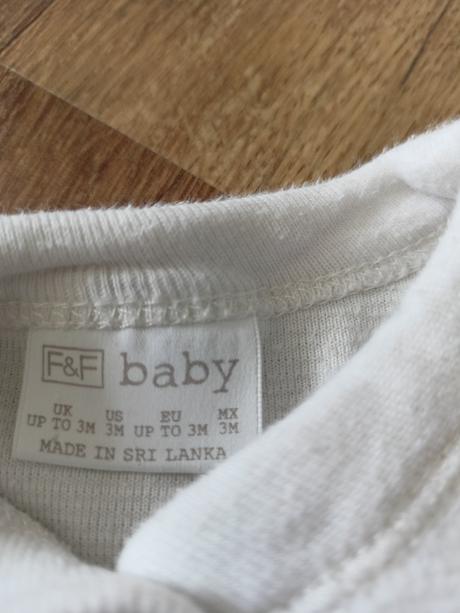 F&F baby
UK US EU MX
UP TO 3M 3M UP TO 3M 3M
MADE IN SRI LANKA